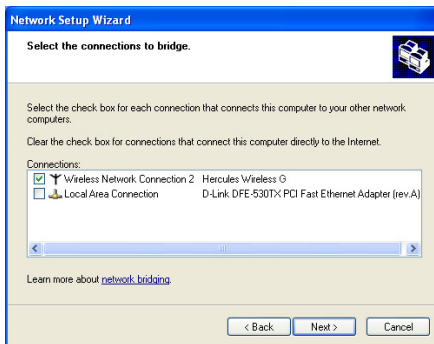 Network Setup Wizard
Select the connections to bridge.
Select the check box for each connection that connects this computer to your other network
computers.
Clear the check box for connections that connect this computer directly to the Internet.
Connections:
Wireless Network Connection 2 Hercules Wireless G
Local Area Connection D-Link DFE-530TX PCI Fast Ethernet Adapter (rev.A)
Learn more about network bridging.
< Back Next > Cancel